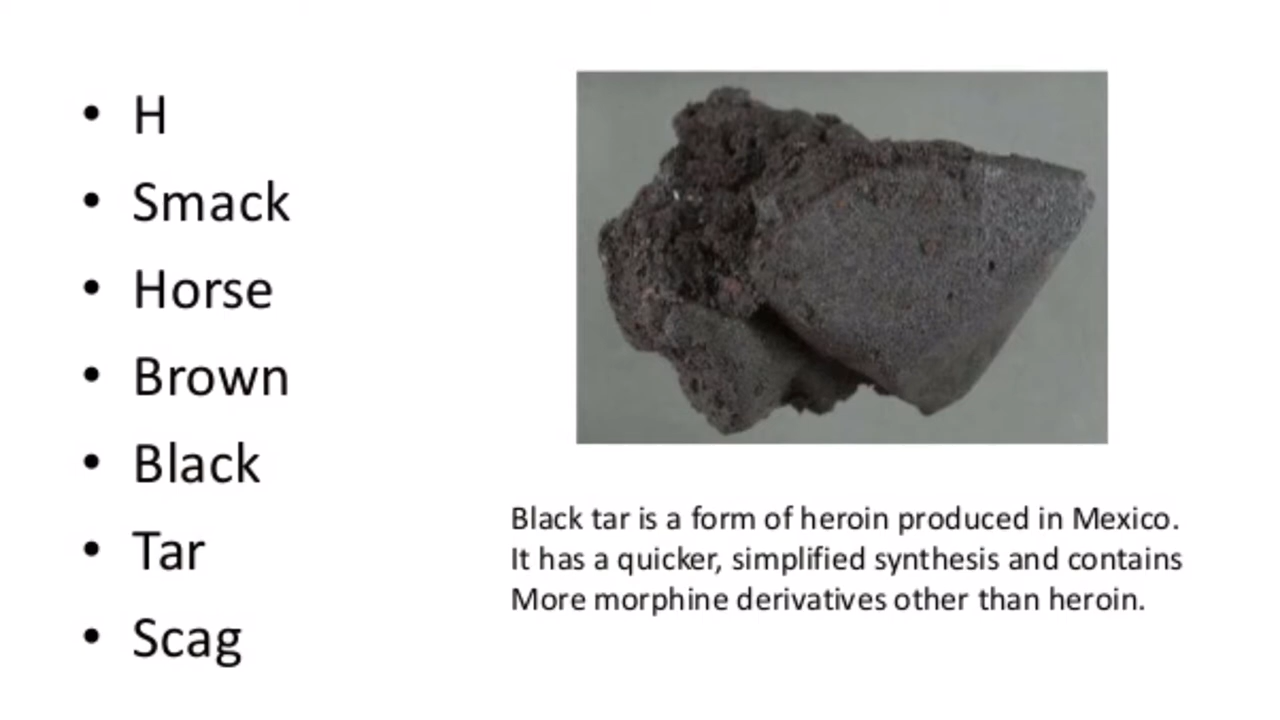 • H
• Smack
• Horse
• Brown
• Black
• Tar
• Scag
Black tar is a form of heroin produced in Mexico.
It has a quicker, simplified synthesis and contains
More morphine derivatives other than heroin.